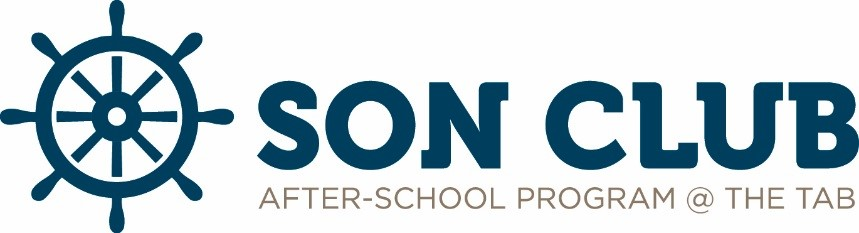 SON CLUB
AFTER-SCHOOL PROGRAM @ THE TAB